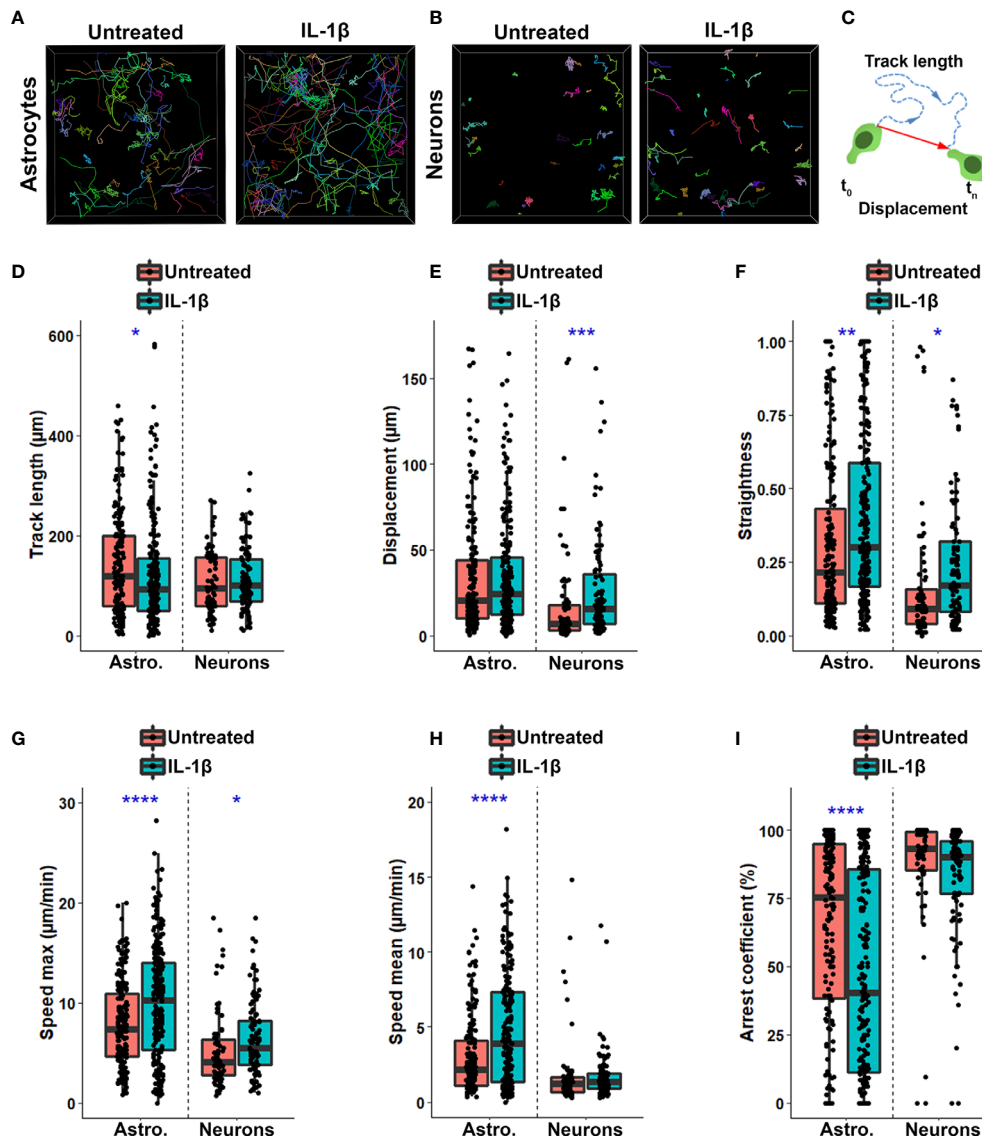 A
Untreated
IL-1β
Astrocytes
B
Untreated
IL-1β
Neurons
C
Track length
t0
tn
Displacement
D
Untreated
IL-1β
*
Track length (μm)
600
400
200
0
Astro.
Neurons
E
Untreated
IL-1β
***
Displacement (μm)
150
100
50
0
Astro.
Neurons
F
Untreated
IL-1β
**
*
Straightness
1.00
0.75
0.50
0.25
0.00
Astro.
Neurons
G
Untreated
IL-1β
****
*
Speed max (μm/min)
30
20
10
0
Astro.
Neurons
H
Untreated
IL-1β
****
Speed mean (μm/min)
20
15
10
5
0
Astro.
Neurons
I
Untreated
IL-1β
****
Arrest coefficient (%)
100
75
50
25
0
Astro.
Neurons